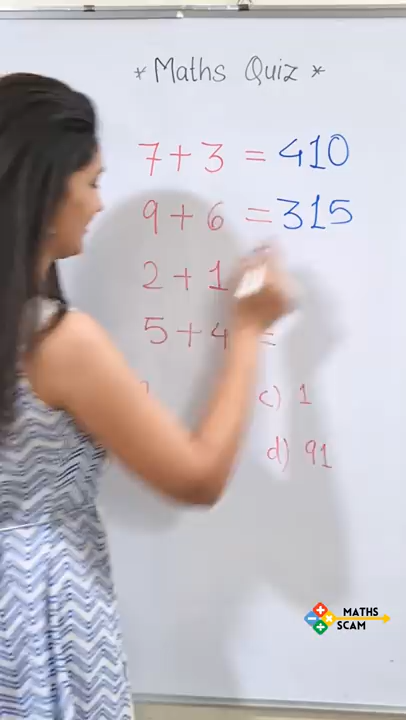 * Maths Quiz *
7 + 3 = 410
9 + 6 = 315
2 + 1
5 + 4 =
c) 1
d) 91
MATHS
SCAM